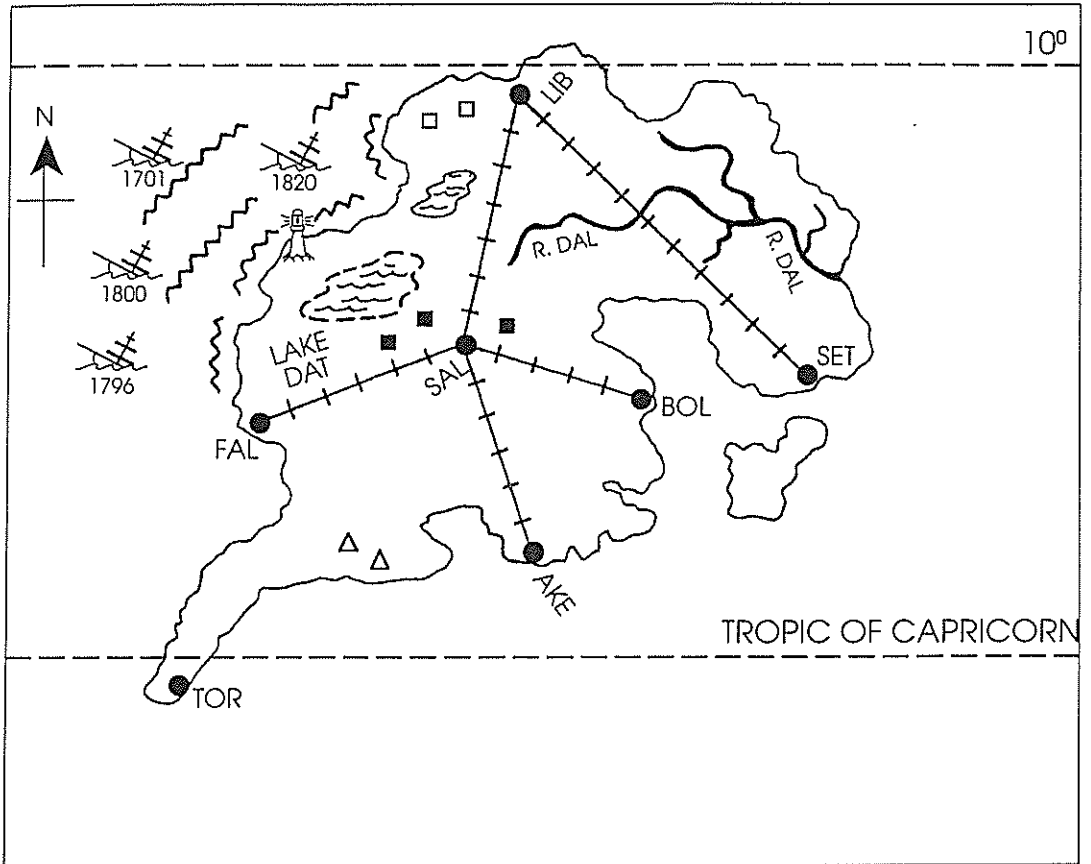 10⁰
N
LIB
1701
1820
R. DAL
R. DAL
1800
LAKE
DAT
1796
SAL
SET
BOL
FAL
AKE
TROPIC OF CAPRICORN
TOR